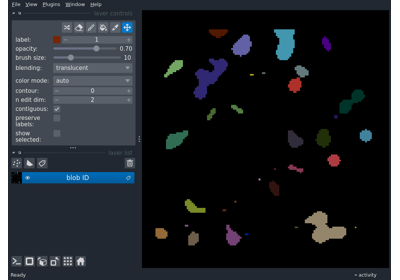 File View Plugins Window Help
layer controls
label: 1
opacity: 0.70
brush size: 10
blending: translucent
color mode: auto
contour: 0
n edit dim: 2
contiguous:
preserve
labels:
show
selected:
layer list
blob ID
Ready
activity